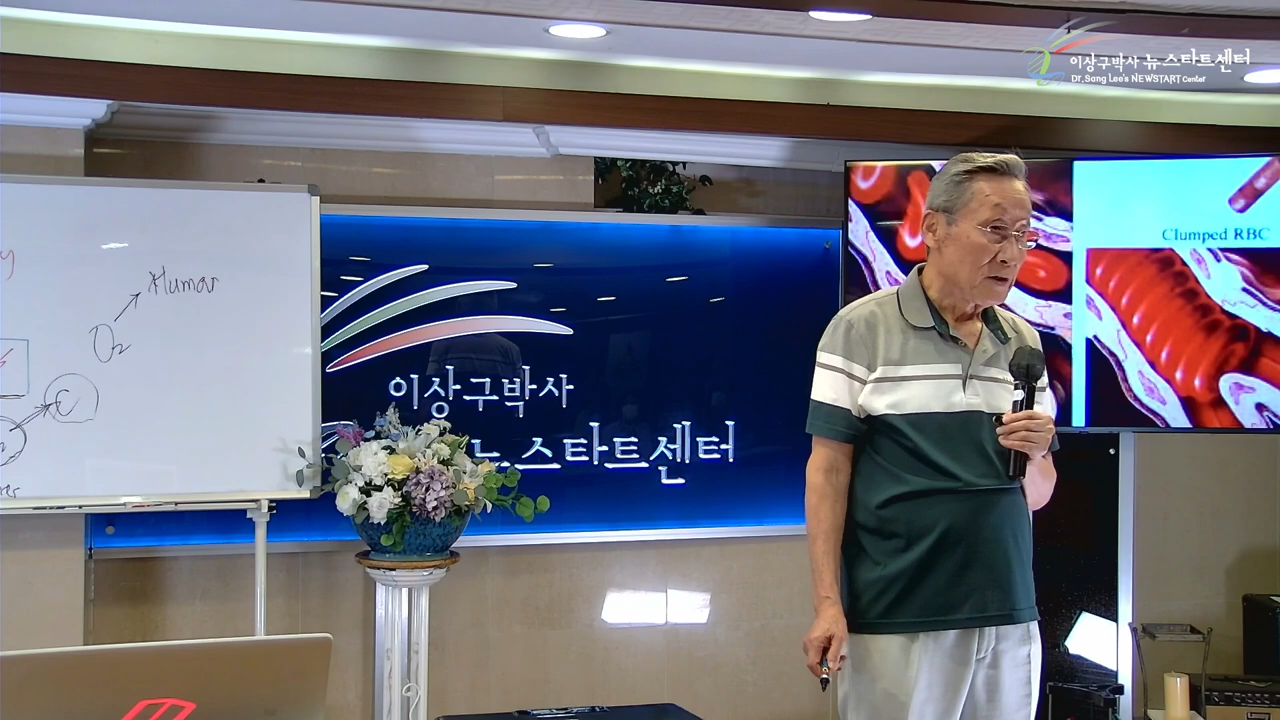 이상구박사 뉴스타트센터
Dr. Sang Lee's NEWSTART Center
Clumped RBC
Human
O₂
C
이상구박사
뉴스타트센터